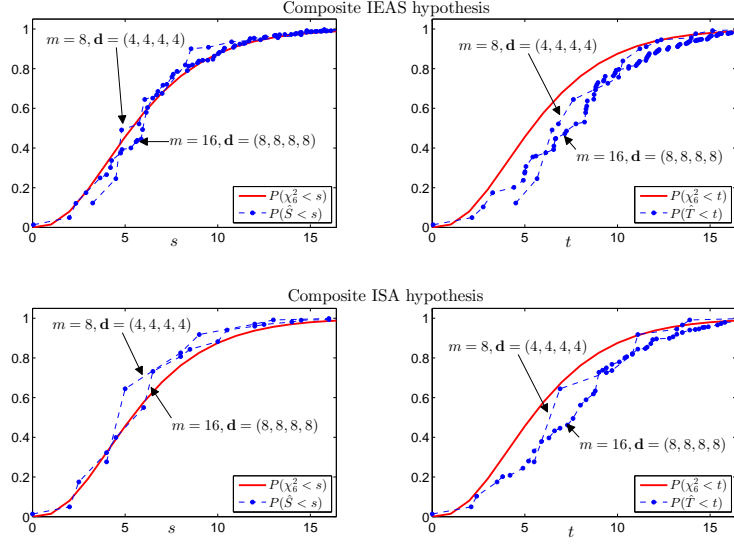 Composite IEAS hypothesis
1
0.8
0.6
0.4
0.2
0
0
5
10
15
s
m = 8, d = (4, 4, 4, 4)
m = 16, d = (8, 8, 8, 8)
P(χ²₆ < s)
P(Ŝ < s)
1
0.8
0.6
0.4
0.2
0
0
5
10
15
t
m = 8, d = (4, 4, 4, 4)
m = 16, d = (8, 8, 8, 8)
P(χ²₆ < t)
P(T̂ < t)
Composite ISA hypothesis
1
0.8
0.6
0.4
0.2
0
0
5
10
15
s
m = 8, d = (4, 4, 4, 4)
m = 16, d = (8, 8, 8, 8)
P(χ²₆ < s)
P(Ŝ < s)
1
0.8
0.6
0.4
0.2
0
0
5
10
15
t
m = 8, d = (4, 4, 4, 4)
m = 16, d = (8, 8, 8, 8)
P(χ²₆ < t)
P(T̂ < t)